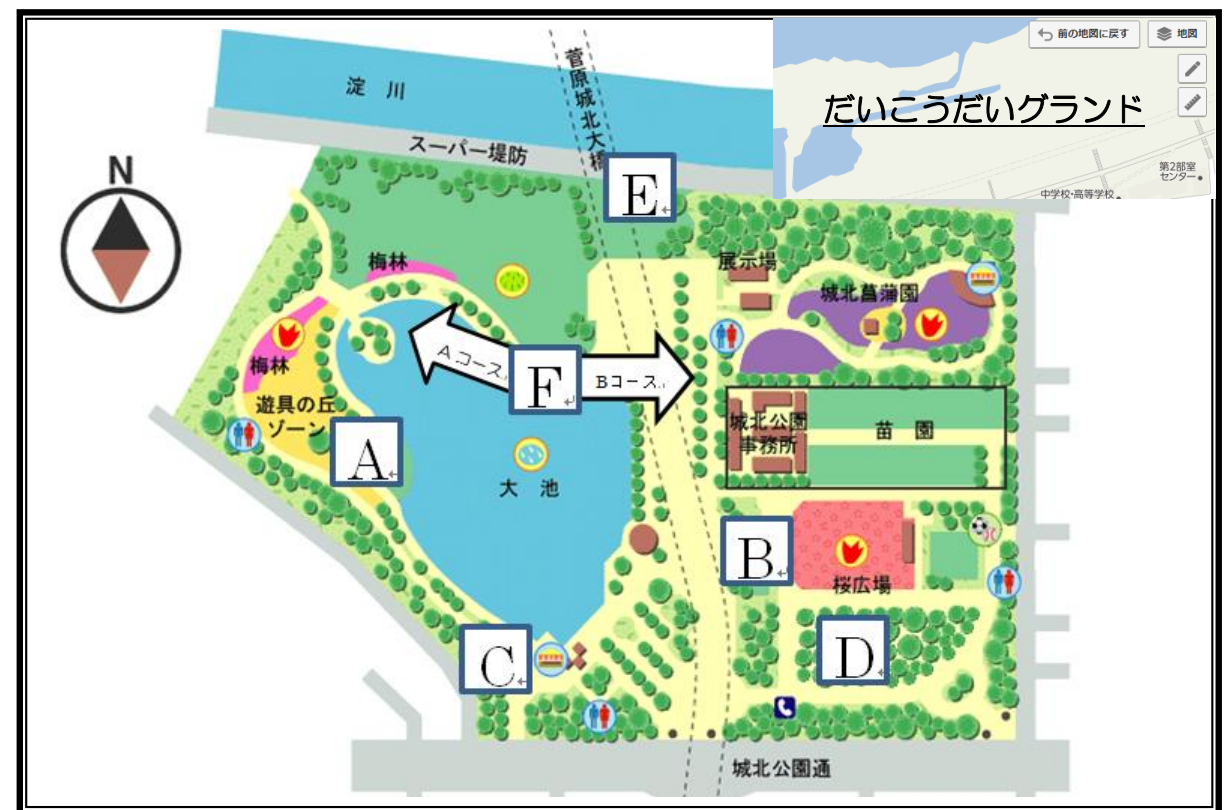 淀 川
菅原城北大橋
前の地図に戻す
地図
だいこうだいグランド
第2部室
センター
中学校・高等学校
スーパー堤防
N
E
梅林
展示場
城北菖蒲園
Aコース
F
Bコース
梅林
遊具の丘
ゾーン
城北公園
事務所
苗 園
A
大 池
B
桜広場
C
D
城北公園通